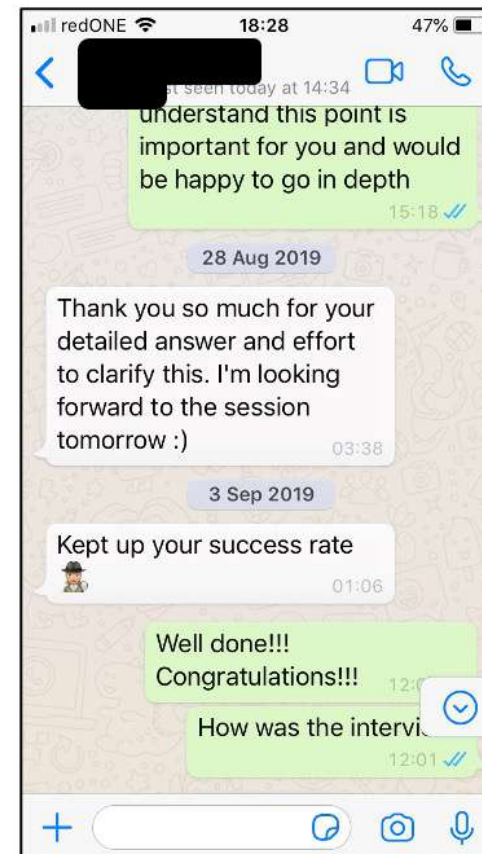 redONE 18:28 47%
seen today at 14:34
understand this point is
important for you and would
be happy to go in depth
15:18
28 Aug 2019
Thank you so much for your
detailed answer and effort
to clarify this. I'm looking
forward to the session
tomorrow :)
03:38
3 Sep 2019
Kept up your success rate
01:06
Well done!!!
Congratulations!!!
How was the
12:01